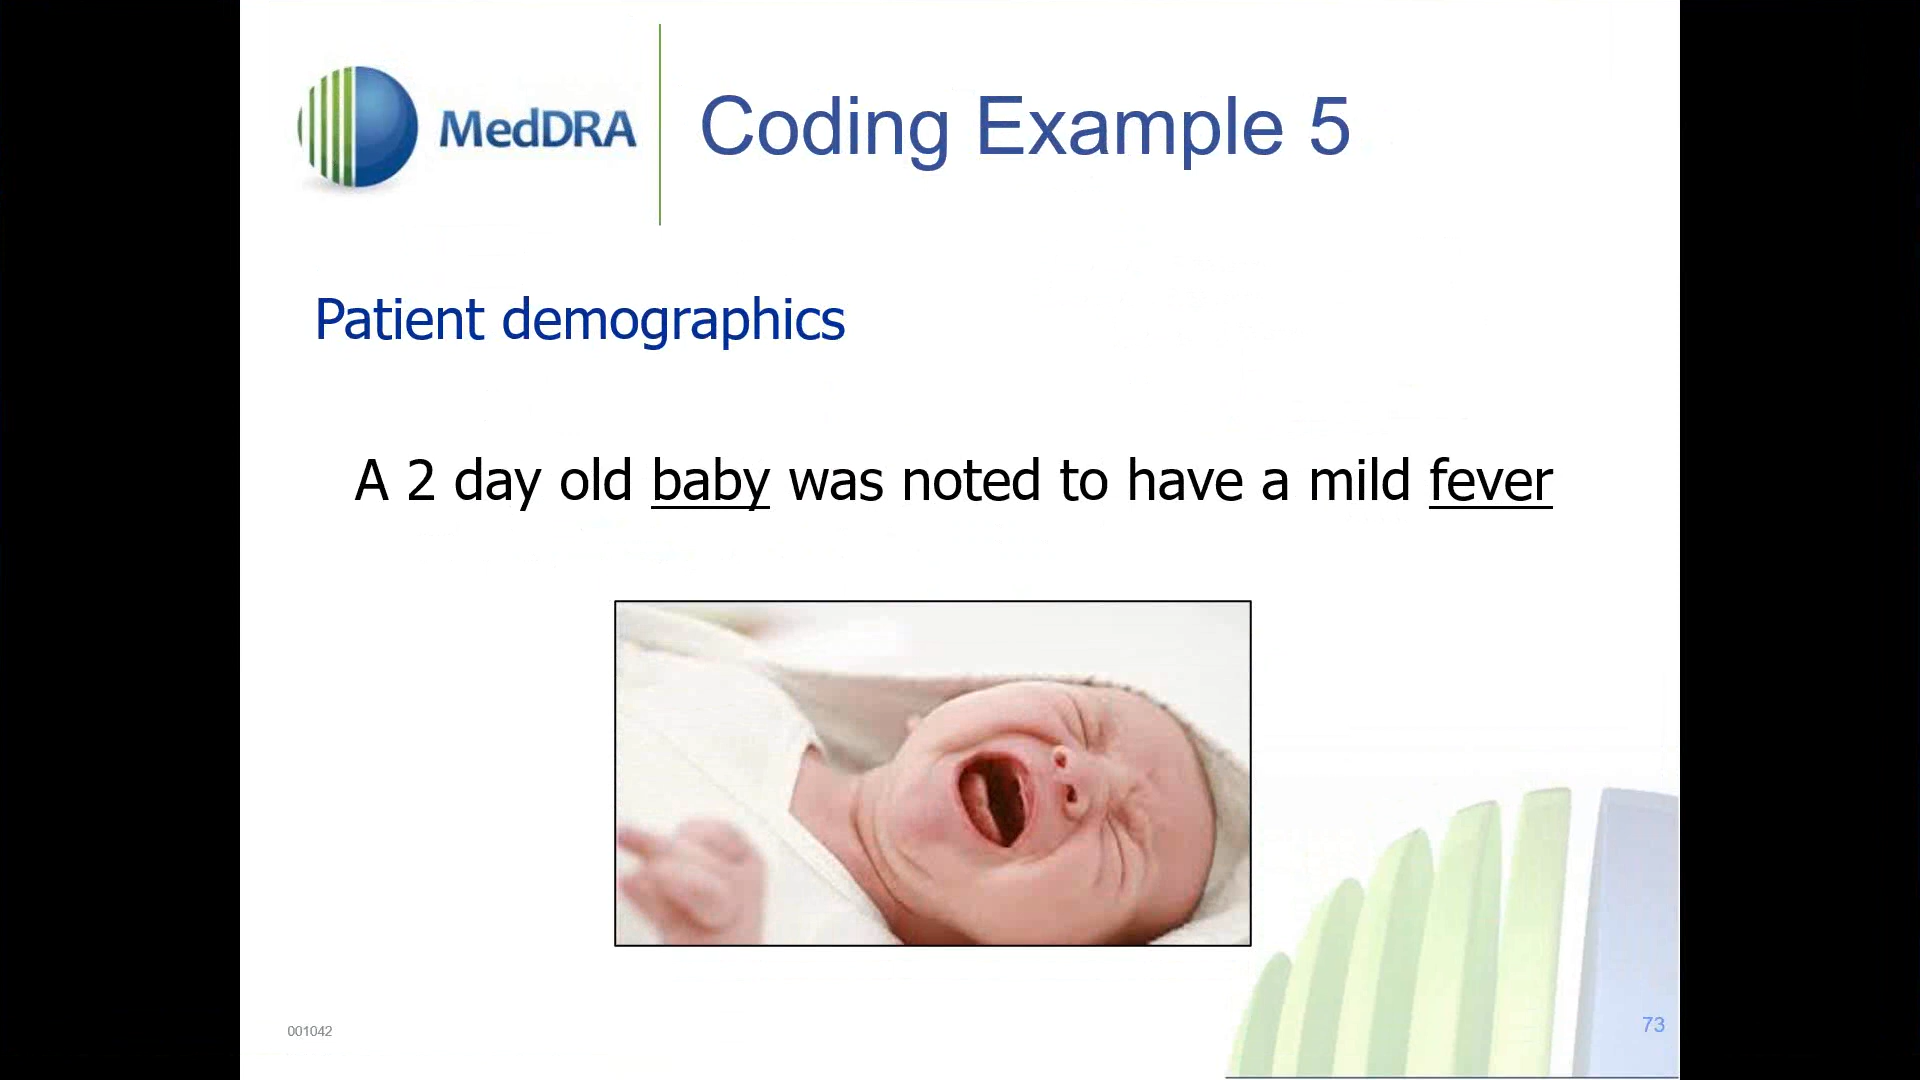 MedDRA
Coding Example 5
Patient demographics
A 2 day old baby was noted to have a mild fever
001042
73